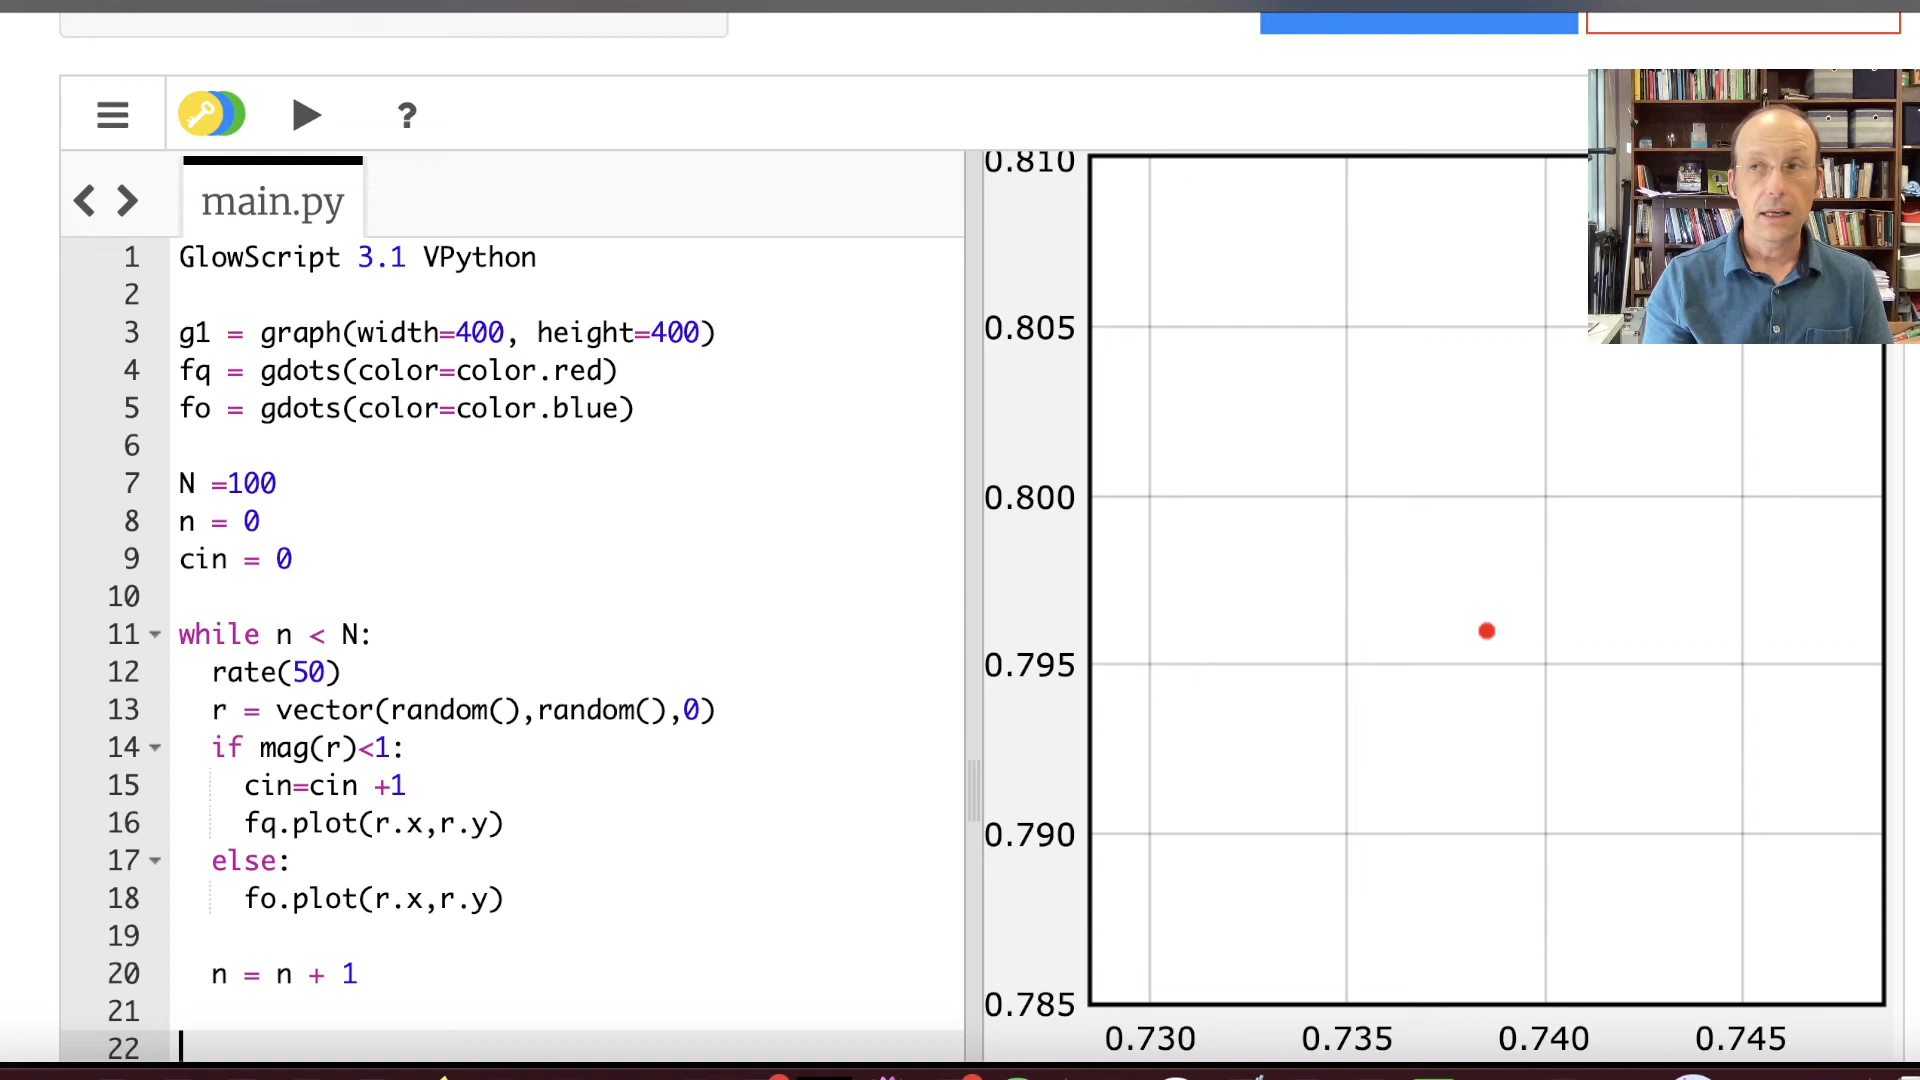 ?
main.py
1 GlowScript 3.1 VPython
2
3 g1 = graph(width=400, height=400)
4 fq = gdots(color=color.red)
5 fo = gdots(color=color.blue)
6
7 N =100
8 n = 0
9 cin = 0
10
11 while n < N:
12 rate(50)
13 r = vector(random(),random(),0)
14 if mag(r)<1:
15 cin=cin +1
16 fq.plot(r.x,r.y)
17 else:
18 fo.plot(r.x,r.y)
19
20 n = n + 1
21
22
0.810
0.805
0.800
0.795
0.790
0.785
0.730 0.735 0.740 0.745